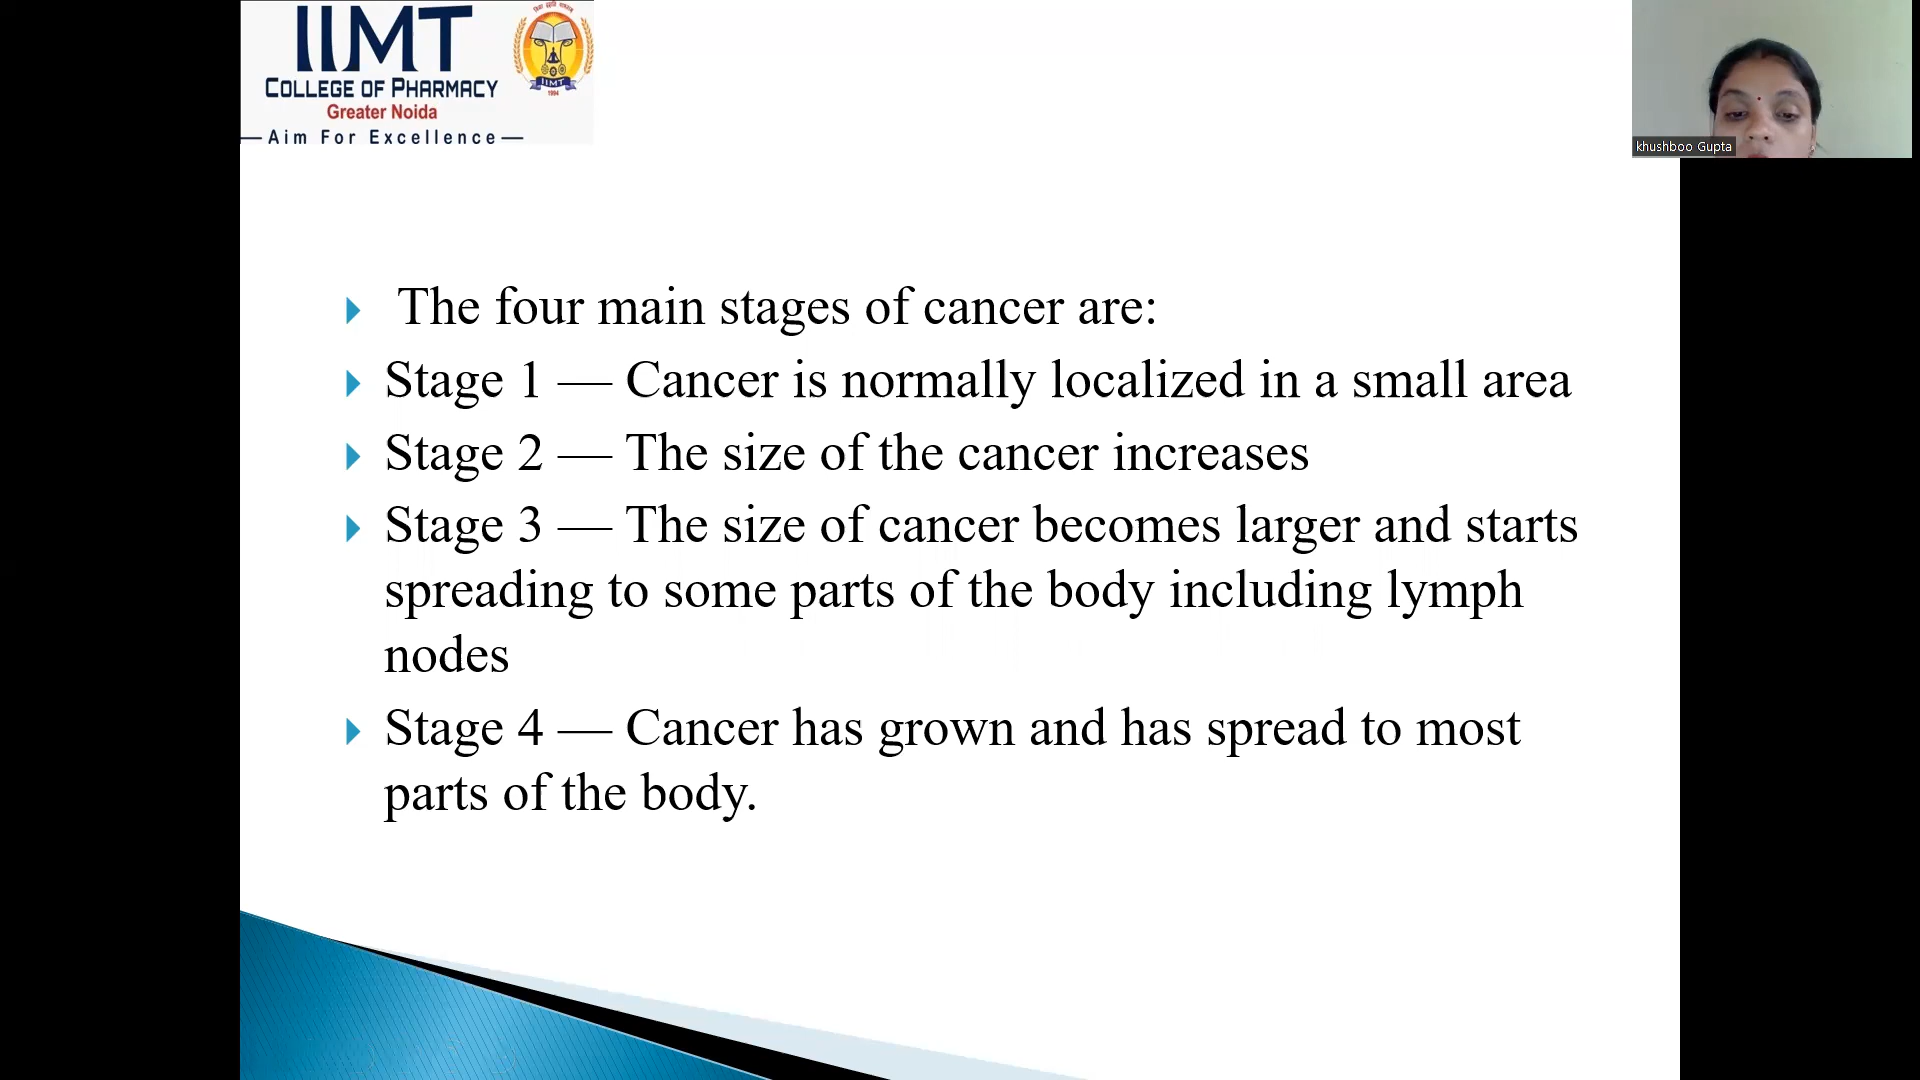 IIMT
COLLEGE OF PHARMACY
Greater Noida
—Aim For Excellence—
IIMT
1994
khushboo Gupta
The four main stages of cancer are:
Stage 1 — Cancer is normally localized in a small area
Stage 2 — The size of the cancer increases
Stage 3 — The size of cancer becomes larger and starts
spreading to some parts of the body including lymph
nodes
Stage 4 — Cancer has grown and has spread to most
parts of the body.